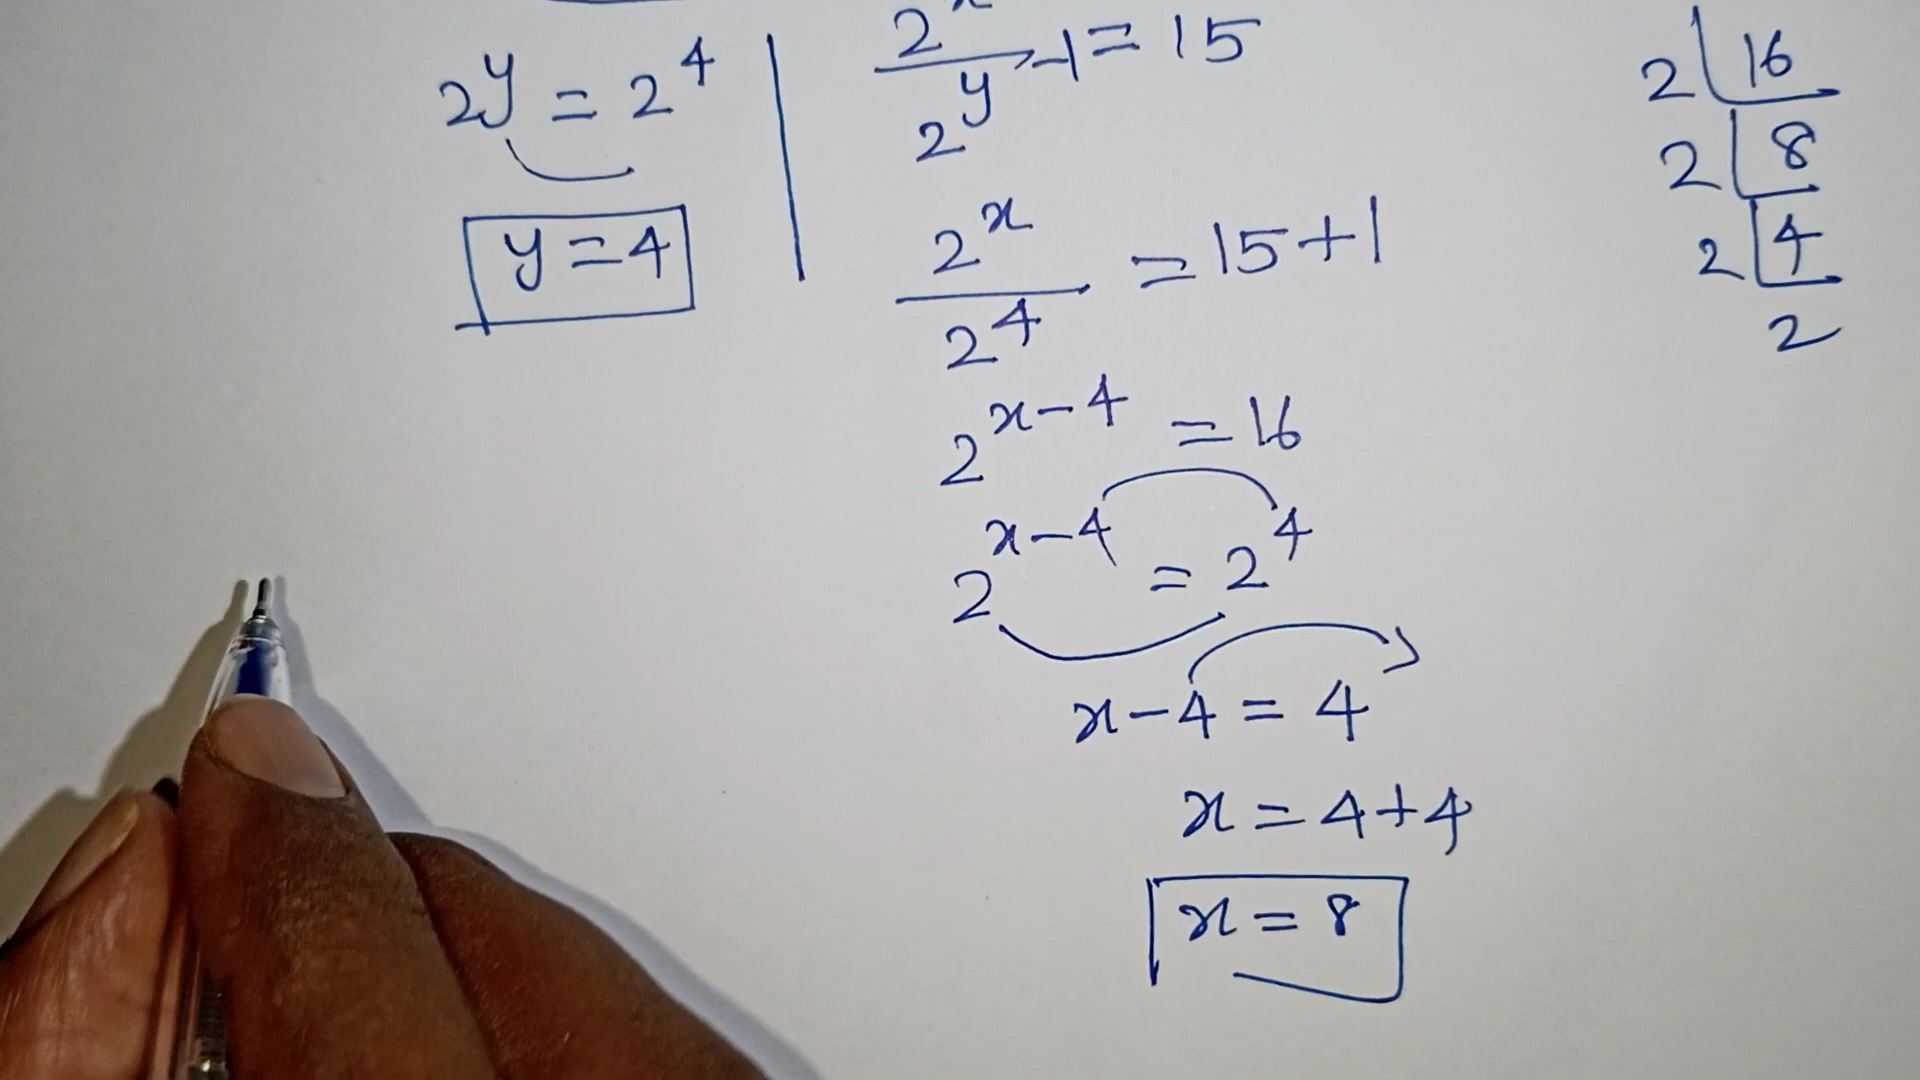 2^y = 2^4
y = 4
2^x / 2^y - 1 = 15
2^x / 2^4 = 15 + 1
2^(x-4) = 16
2^(x-4) = 2^4
x - 4 = 4
x = 4 + 4
x = 8
2 | 16
2 | 8
2 | 4
2